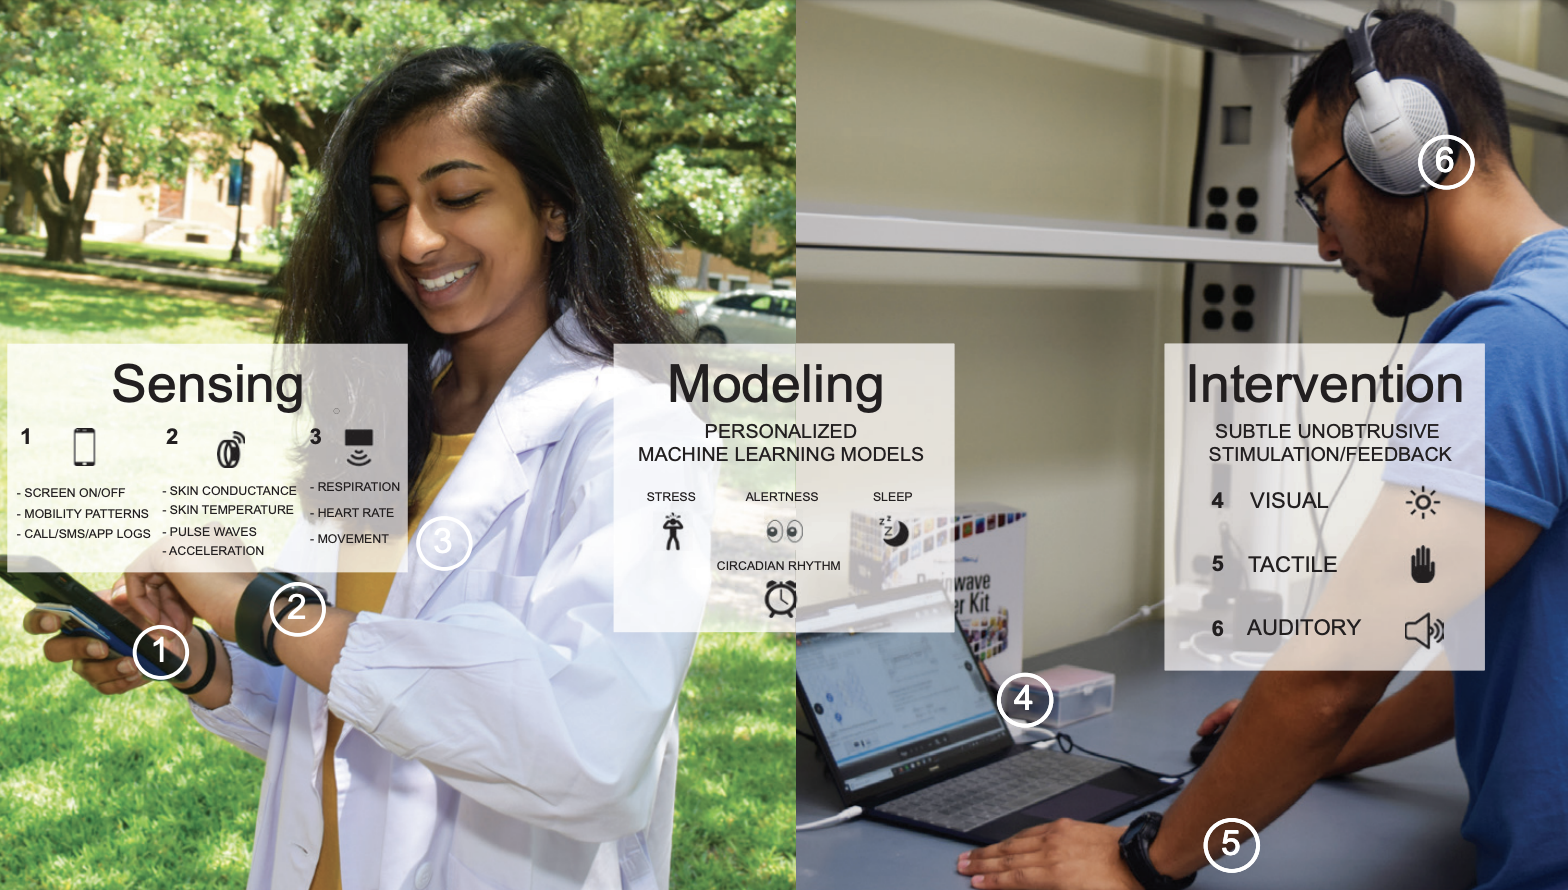 Sensing
1
2
3
- SCREEN ON/OFF
- MOBILITY PATTERNS
- CALL/SMS/APP LOGS
- SKIN CONDUCTANCE
- SKIN TEMPERATURE
- PULSE WAVES
- ACCELERATION
- RESPIRATION
- HEART RATE
- MOVEMENT
1
2
3
Modeling
PERSONALIZED
MACHINE LEARNING MODELS
STRESS
ALERTNESS
SLEEP
z z
Z
CIRCADIAN RHYTHM
Kit
4
Intervention
SUBTLE UNOBTRUSIVE
STIMULATION/FEEDBACK
4 VISUAL
5 TACTILE
6 AUDITORY
5
6